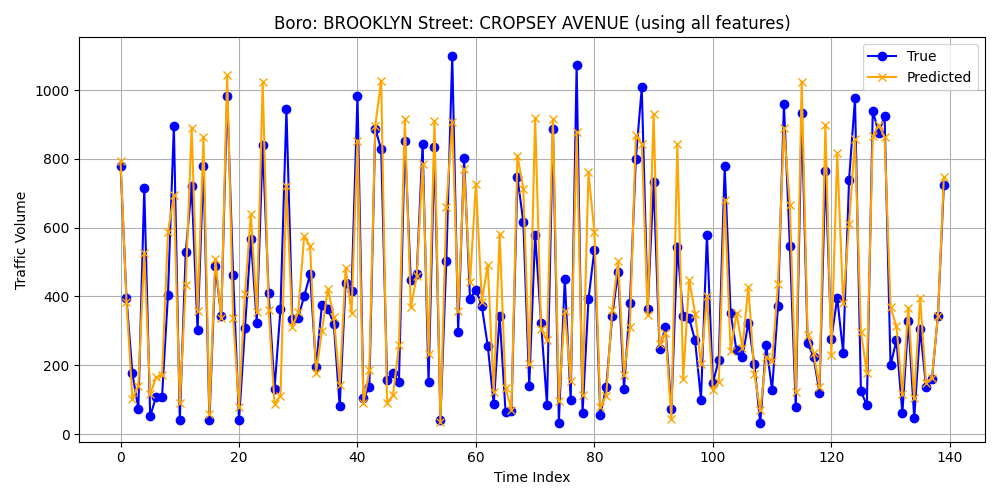 Boro: BROOKLYN Street: CROPSEY AVENUE (using all features)
True
Predicted
Traffic Volume
1000
800
600
400
200
0
0 20 40 60 80 100 120 140
Time Index